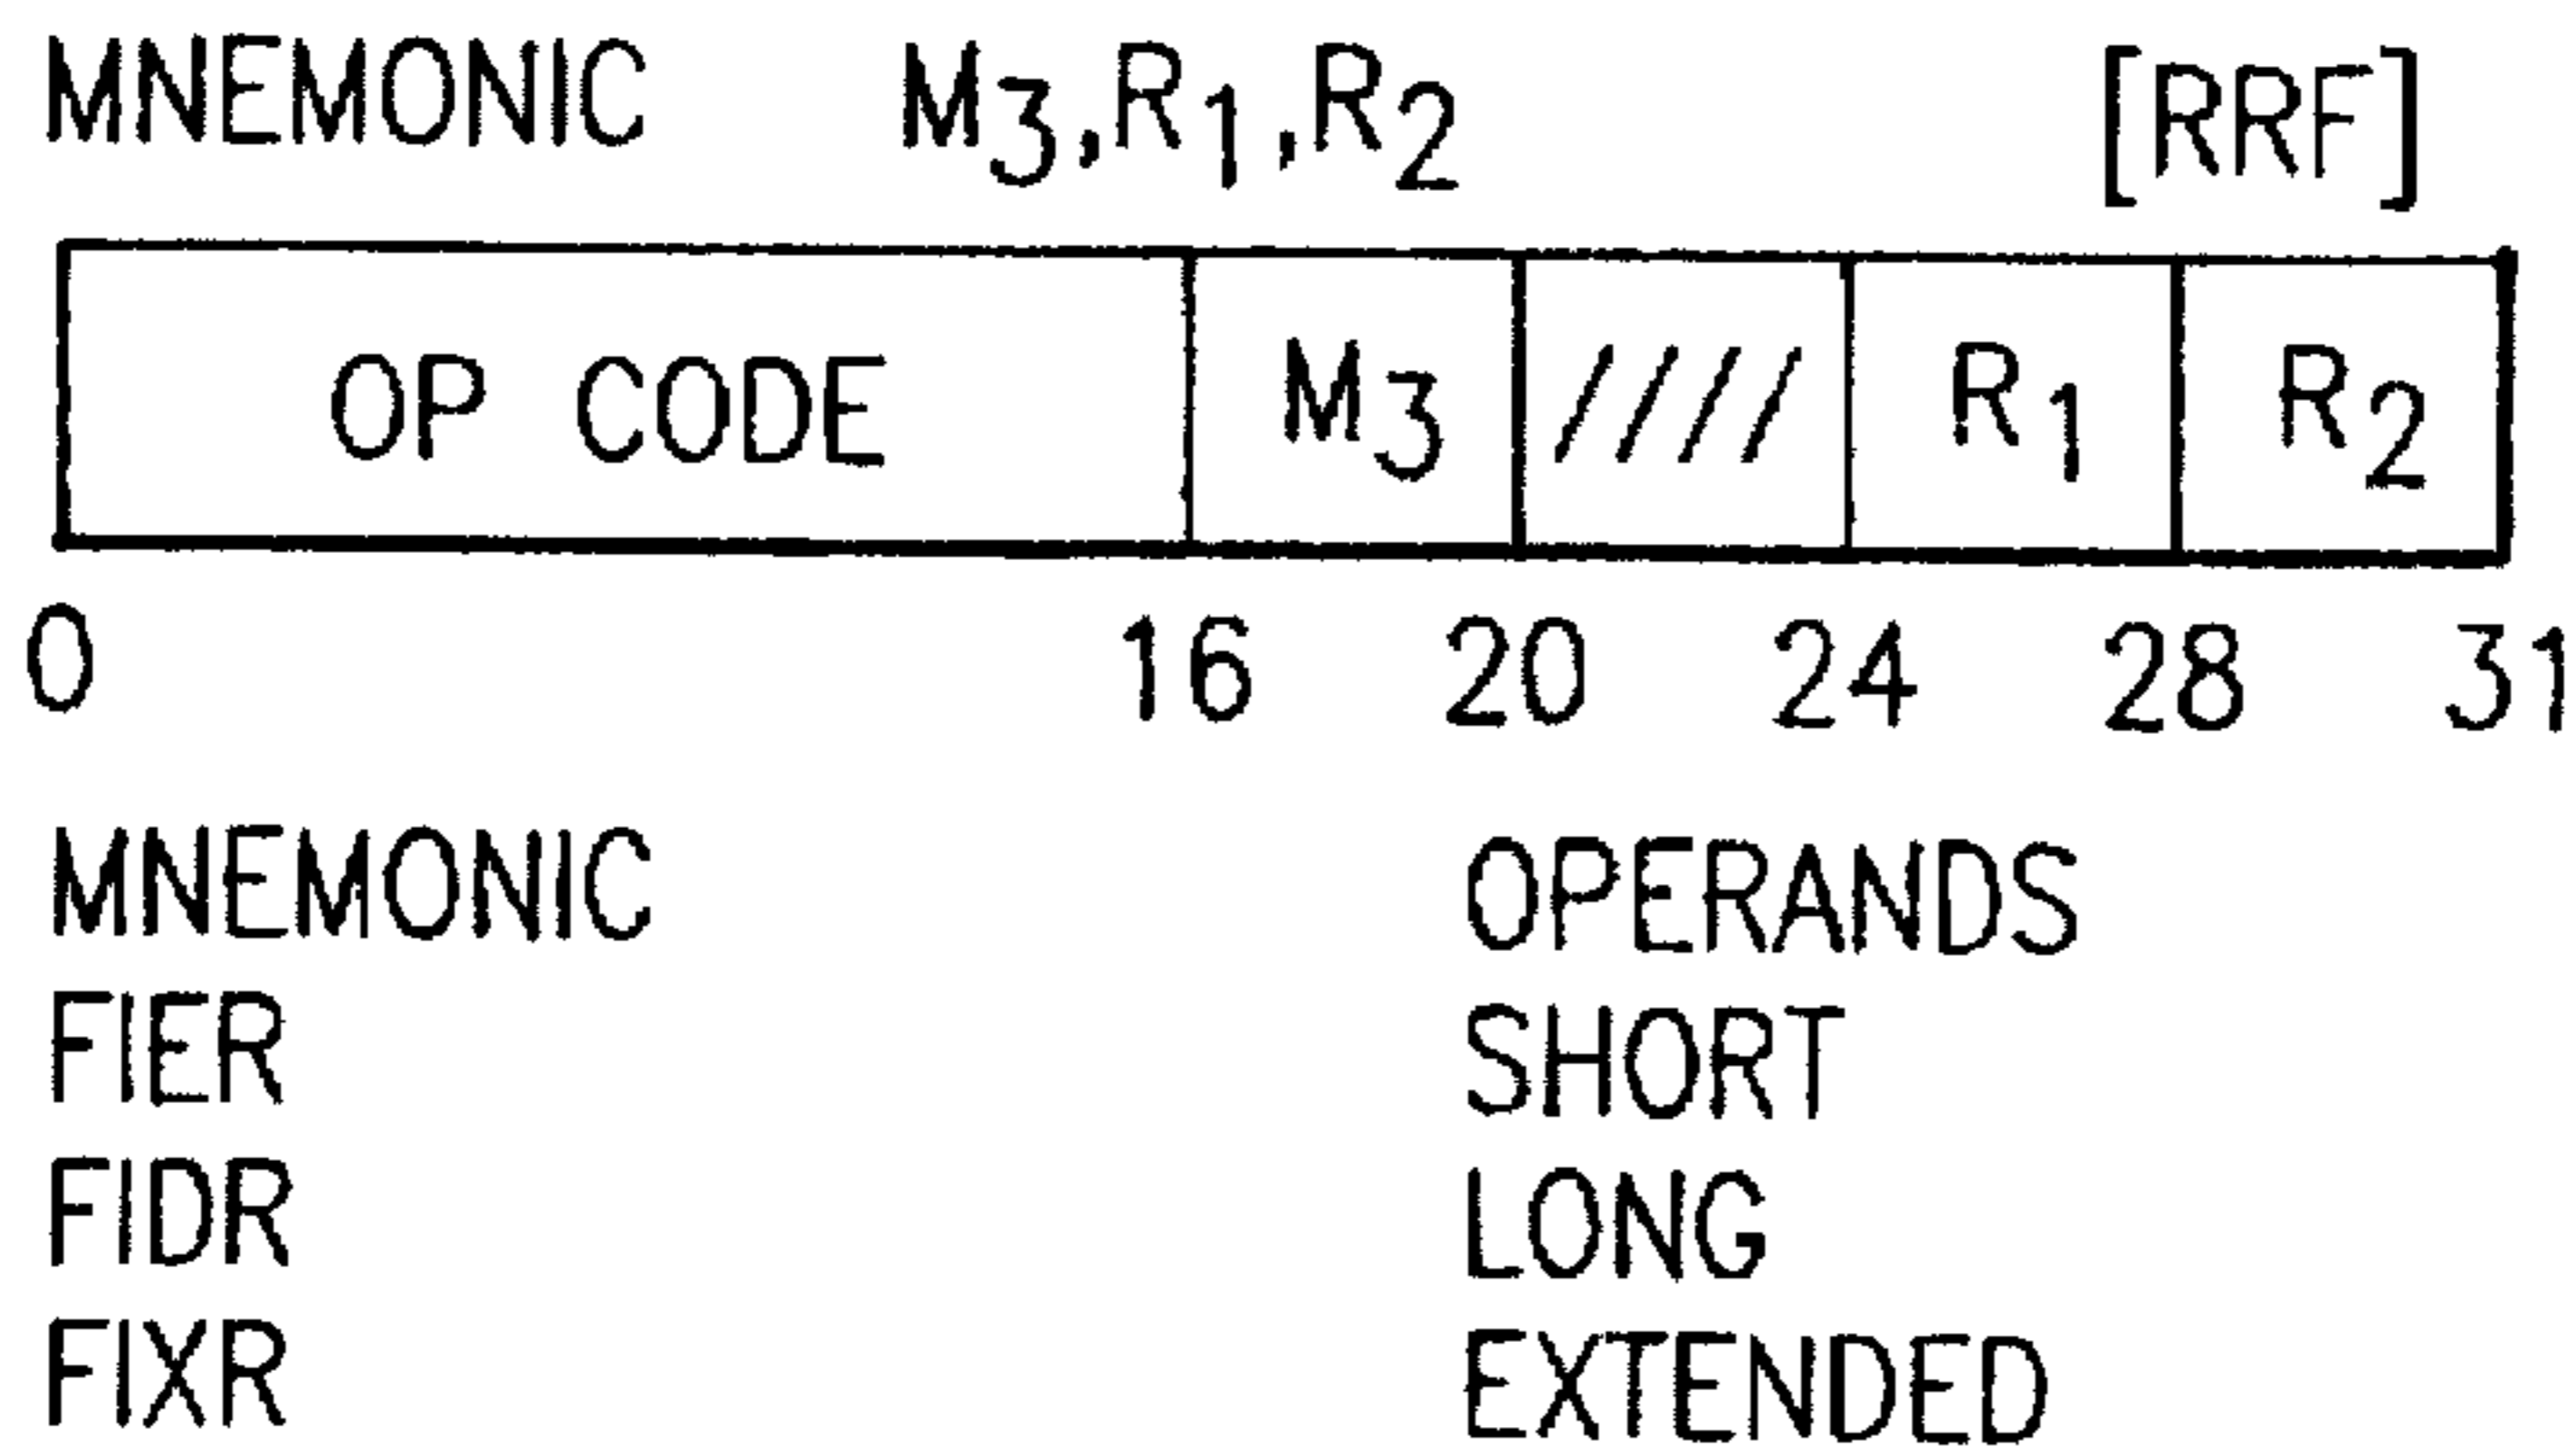 MNEMONIC M3,R1,R2 [RRF]
OP CODE M3 //// R1 R2
0 16 20 24 28 31
MNEMONIC OPERANDS
FIER SHORT
FIDR LONG
FIXR EXTENDED